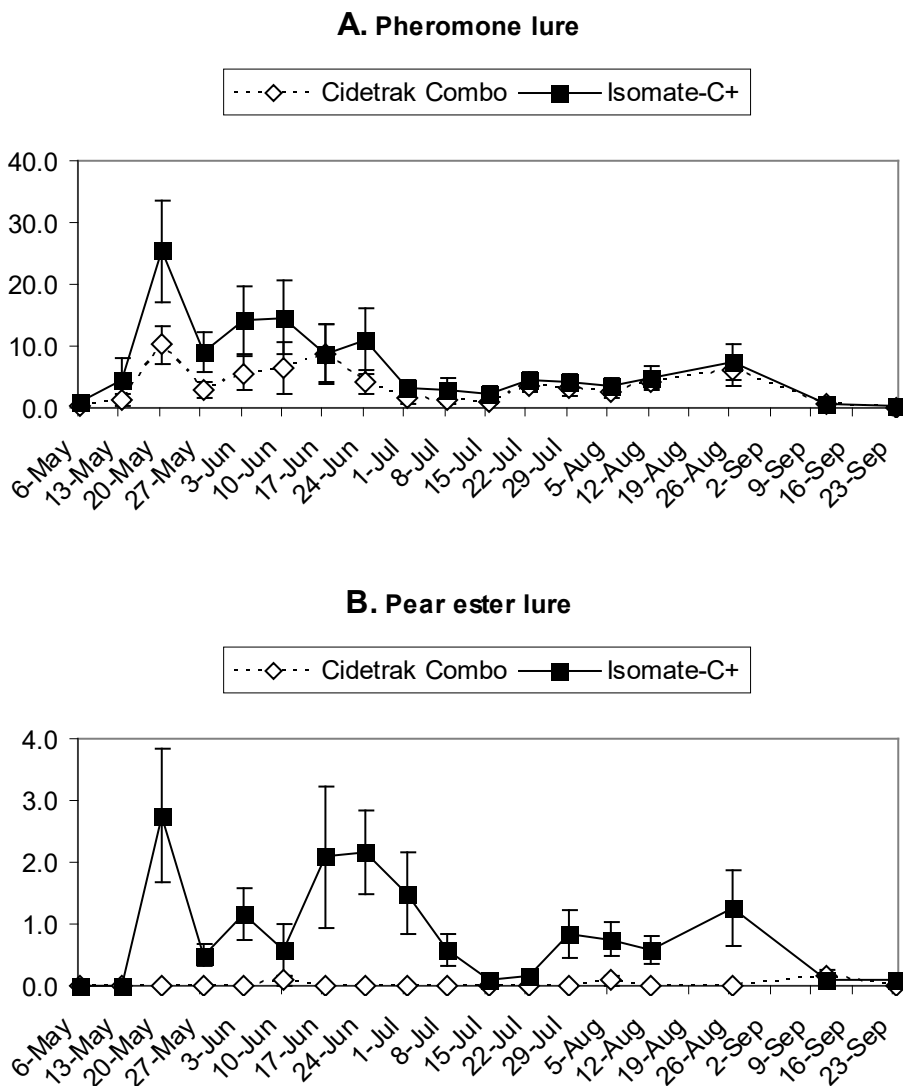 A. Pheromone lure
Cidetrak Combo Isomate-C+
40.0
30.0
20.0
10.0
0.0
6-May 13-May 20-May 27-May 3-Jun 10-Jun 17-Jun 24-Jun 1-Jul 8-Jul 15-Jul 22-Jul 29-Jul 5-Aug 12-Aug 19-Aug 26-Aug 2-Sep 9-Sep 16-Sep 23-Sep
B. Pear ester lure
Cidetrak Combo Isomate-C+
4.0
3.0
2.0
1.0
0.0
6-May 13-May 20-May 27-May 3-Jun 10-Jun 17-Jun 24-Jun 1-Jul 8-Jul 15-Jul 22-Jul 29-Jul 5-Aug 12-Aug 19-Aug 26-Aug 2-Sep 9-Sep 16-Sep 23-Sep